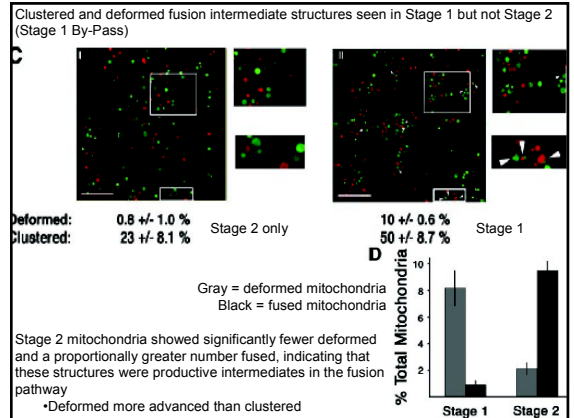 Clustered and deformed fusion intermediate structures seen in Stage 1 but not Stage 2
(Stage 1 By-Pass)
C
I
II
Deformed: 0.8 +/- 1.0 % 10 +/- 0.6 %
Stage 2 only Stage 1
Clustered: 23 +/- 8.1 % 50 +/- 8.7 %
D
Gray = deformed mitochondria
Black = fused mitochondria
Stage 2 mitochondria showed significantly fewer deformed
and a proportionally greater number fused, indicating that
these structures were productive intermediates in the fusion
pathway
•Deformed more advanced than clustered
% Total Mitochondria
10
8
6
4
2
Stage 1 Stage 2